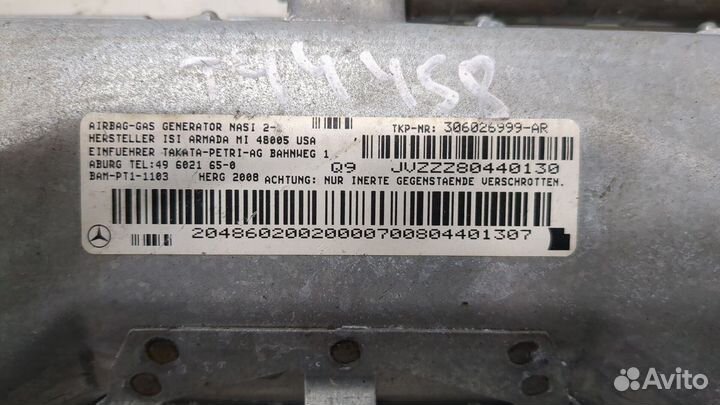 T44458
AIRBAG-GAS GENERATOR NASI 2-
HERSTELLER ISI ARMADA MI 48005 USA
EINFUEHRER TAKATA-PETRI-AG BAHNWEG 1
ABURG TEL:49 6021 65-0
BAM-PT1-1103 HERG 2008 ACHTUNG: NUR INERTE GEGENSTAENDE VERSCHROTTEN.
TKP-NR: 306026999-AR
Q9 JVZZZ80440130
20486020020000700804401307
Avito